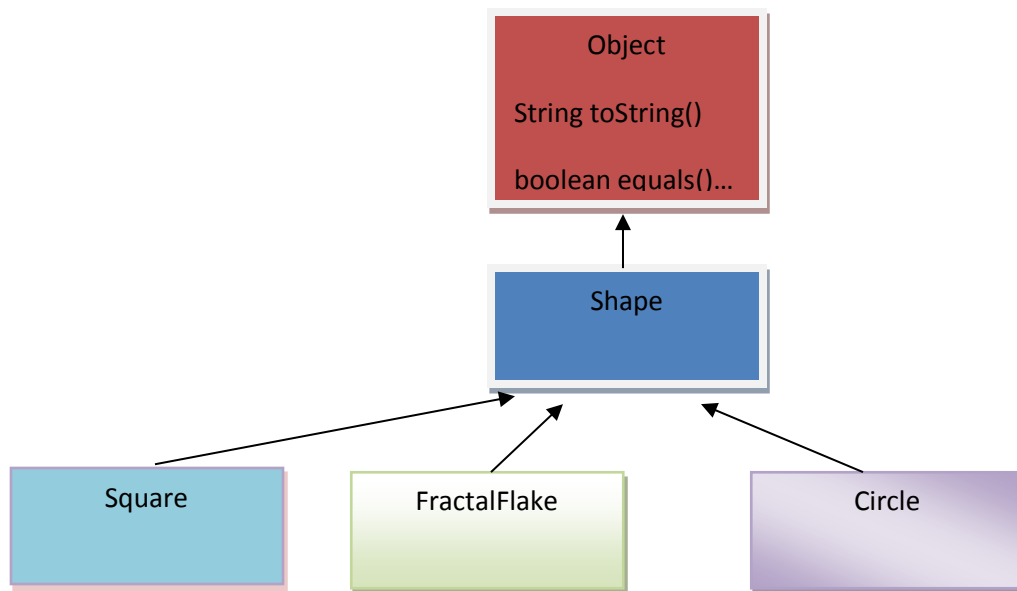 Object
String toString()
boolean equals()...
Shape
Square
FractalFlake
Circle